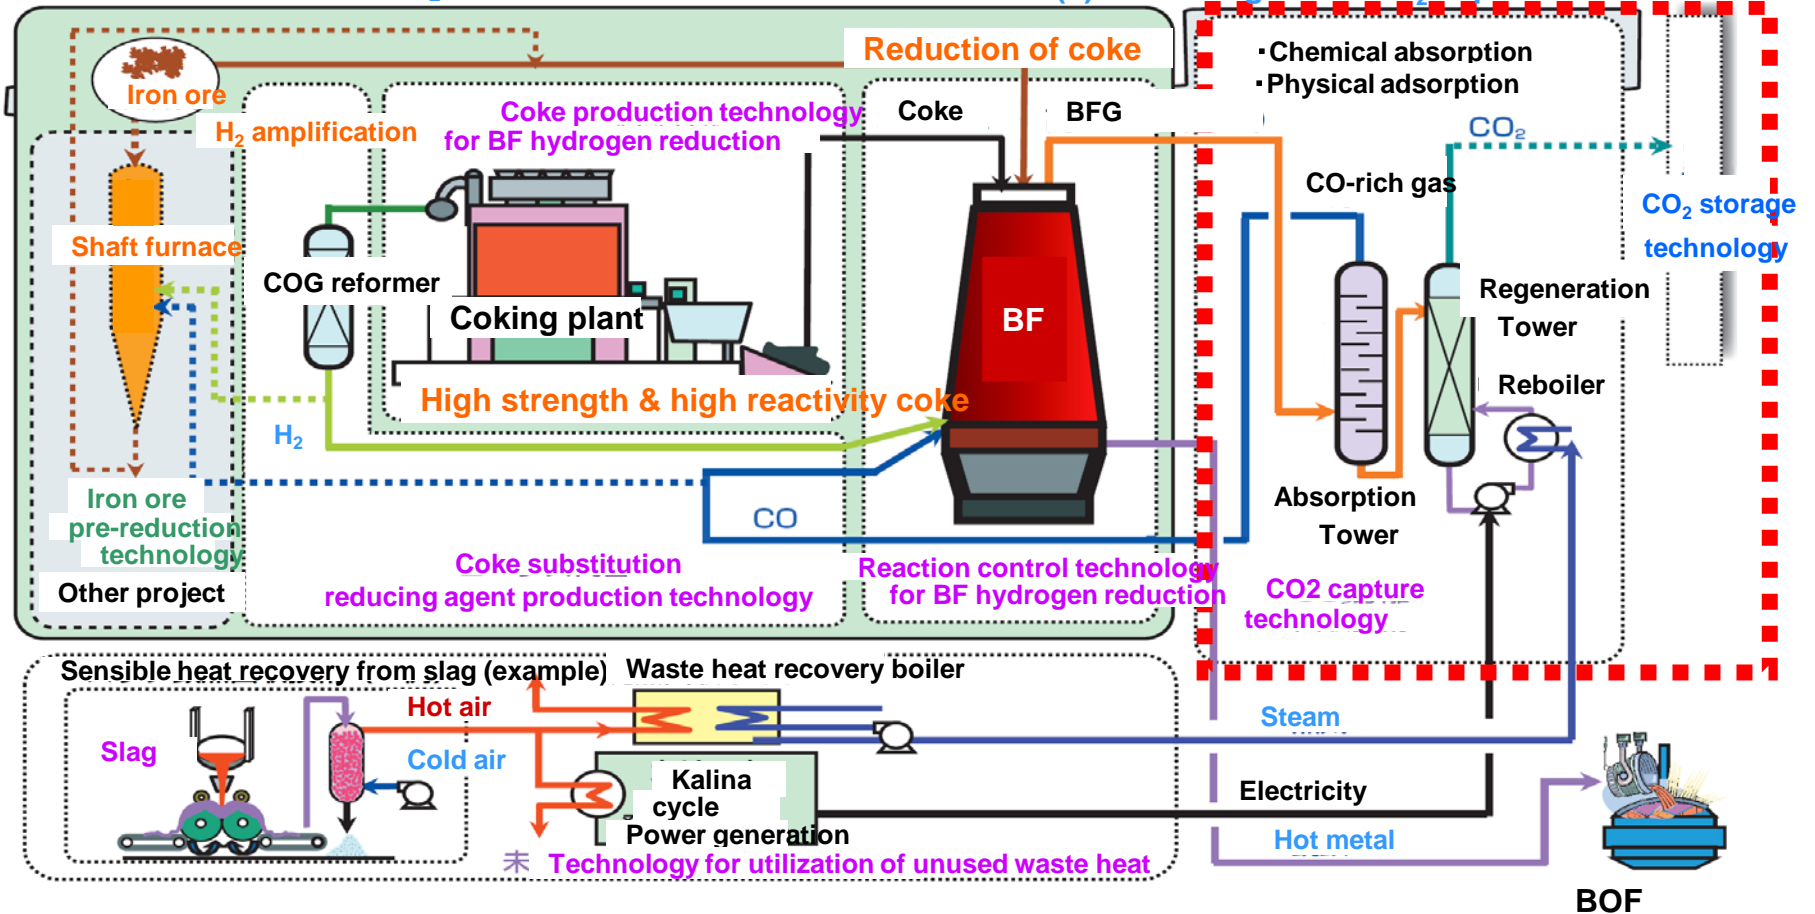 Reduction of coke
・Chemical absorption
・Physical adsorption
Iron ore
H₂ amplification
Coke production technology
for BF hydrogen reduction
Coke
BFG
CO₂
CO-rich gas
CO₂ storage
technology
Shaft furnace
COG reformer
Coking plant
BF
Regeneration
Tower
Reboiler
High strength & high reactivity coke
H₂
Iron ore
pre-reduction
technology
Other project
CO
Absorption
Tower
Coke substitution
reducing agent production technology
Reaction control technology
for BF hydrogen reduction
CO2 capture
technology
Sensible heat recovery from slag (example)
Waste heat recovery boiler
Hot air
Slag
Cold air
Steam
Kalina
cycle
Power generation
Electricity
Hot metal
未
Technology for utilization of unused waste heat
BOF